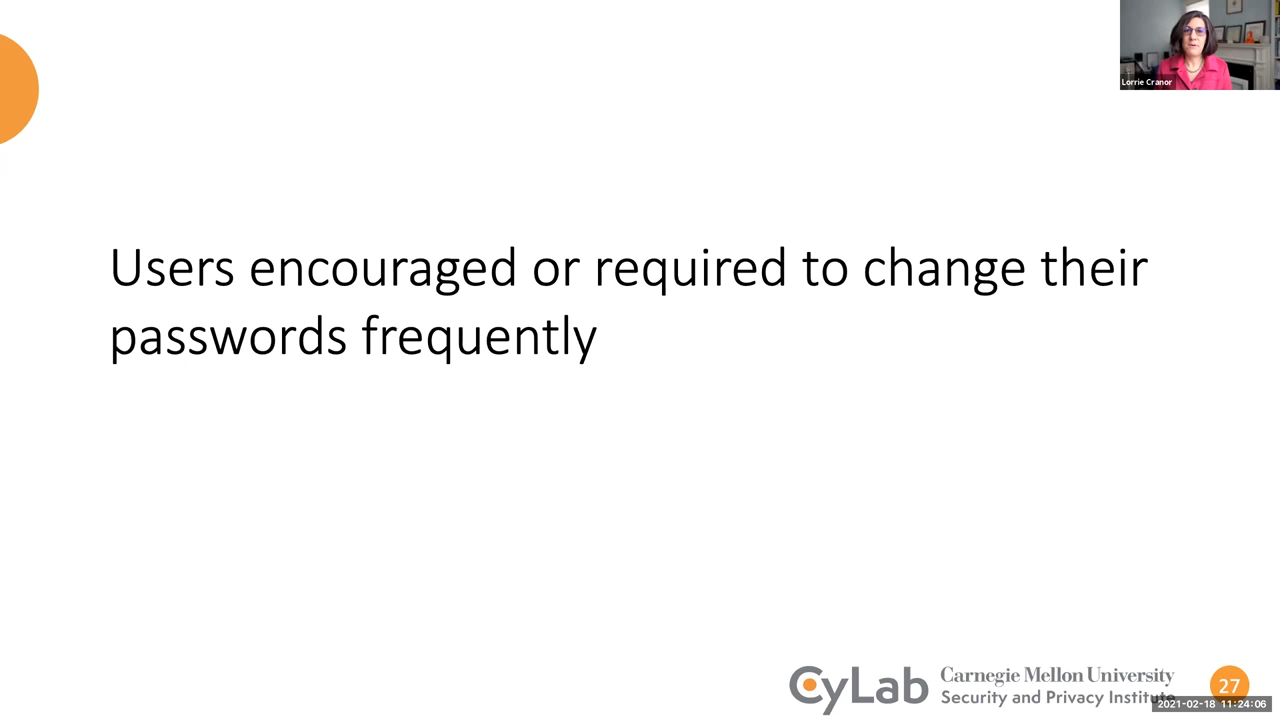 Lorrie Cranor
Users encouraged or required to change their
passwords frequently
CyLab
Carnegie Mellon University
Security and Privacy Institute
27
2021-02-18 11:24:06